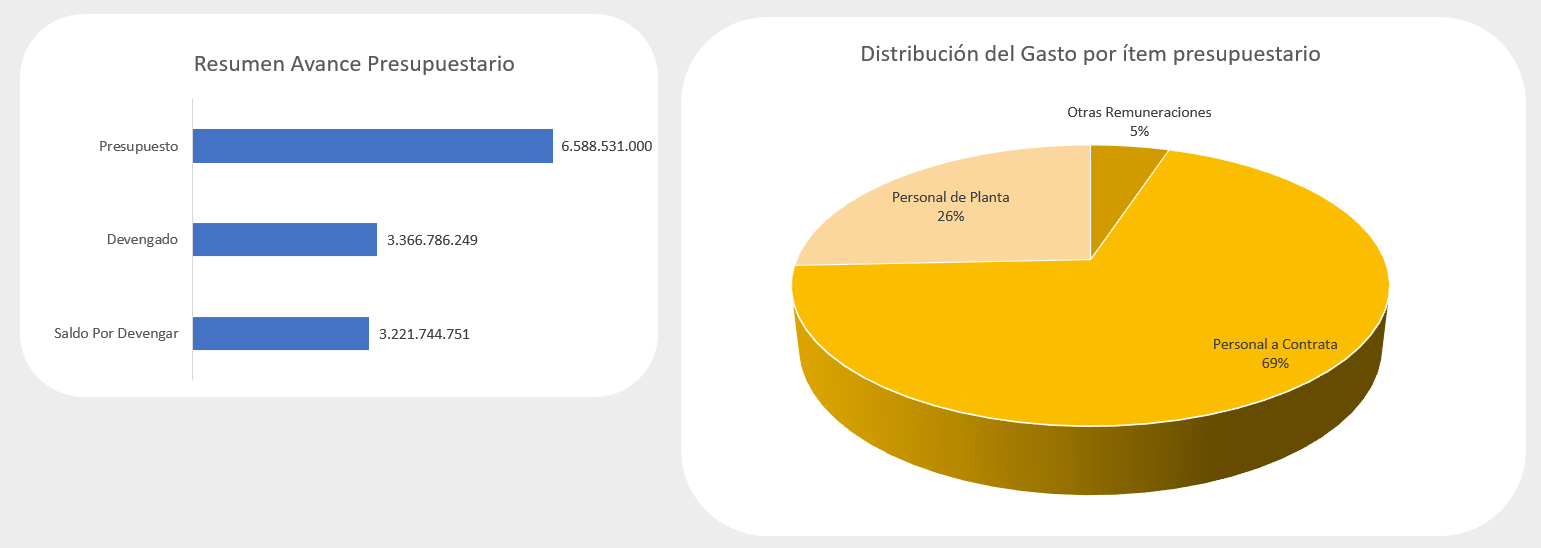 Resumen Avance Presupuestario
Presupuesto
6.588.531.000
Devengado
3.366.786.249
Saldo Por Devengar
3.221.744.751
Distribución del Gasto por ítem presupuestario
Otras Remuneraciones
5%
Personal de Planta
26%
Personal a Contrata
69%